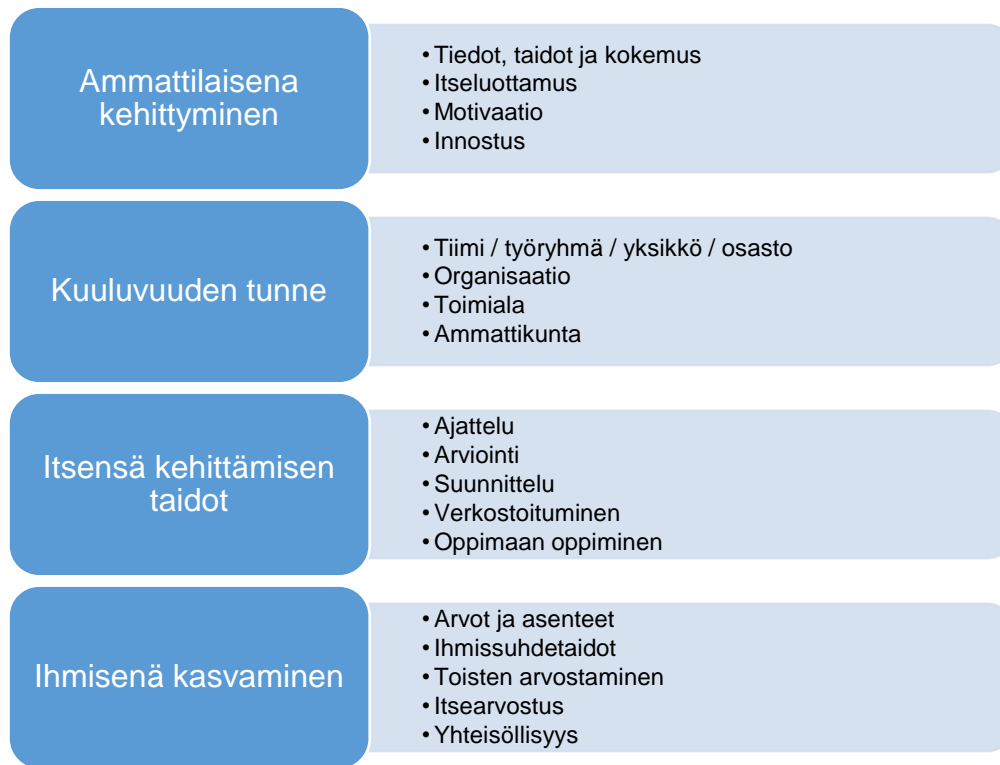 Ammattilaisena
kehittyminen
• Tiedot, taidot ja kokemus
• Itseluottamus
• Motivaatio
• Innostus
Kuuluvuuden tunne
• Tiimi / työryhmä / yksikkö / osasto
• Organisaatio
• Toimiala
• Ammattikunta
Itsensä kehittämisen
taidot
• Ajattelu
• Arviointi
• Suunnittelu
• Verkostoituminen
• Oppimaan oppiminen
Ihmisenä kasvaminen
• Arvot ja asenteet
• Ihmissuhdetaidot
• Toisten arvostaminen
• Itsearvostus
• Yhteisöllisyys